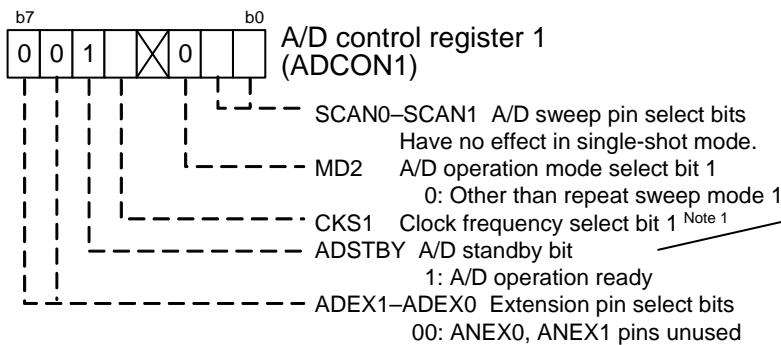 b7 b0
0 0 1 0
A/D control register 1
(ADCON1)
SCAN0–SCAN1 A/D sweep pin select bits
Have no effect in single-shot mode.
MD2 A/D operation mode select bit 1
0: Other than repeat sweep mode 1
CKS1 Clock frequency select bit 1 Note 1
ADSTBY A/D standby bit
1: A/D operation ready
ADEX1–ADEX0 Extension pin select bits
00: ANEX0, ANEX1 pins unused